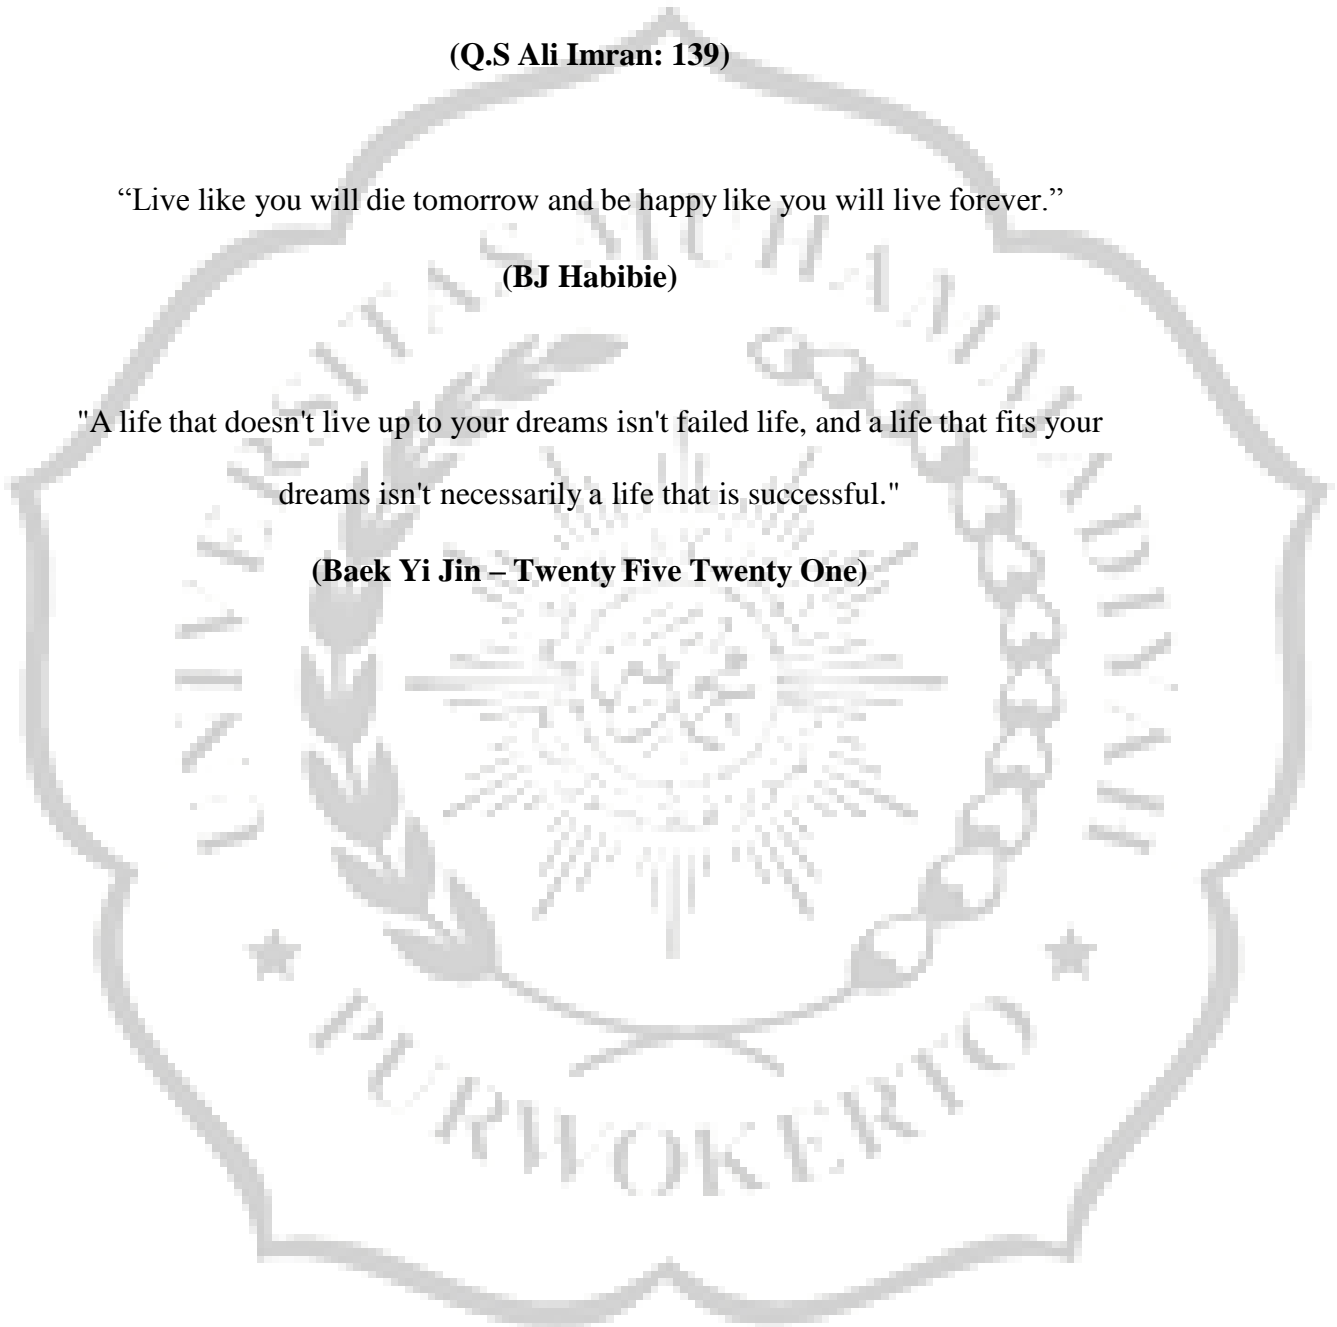 (Q.S Ali Imran: 139)
“Live like you will die tomorrow and be happy like you will live forever.”
(BJ Habibie)
"A life that doesn't live up to your dreams isn't failed life, and a life that fits your
dreams isn't necessarily a life that is successful."
(Baek Yi Jin – Twenty Five Twenty One)
UNIVERSITAS MUHAMMADIYAH
PURWOKERTO